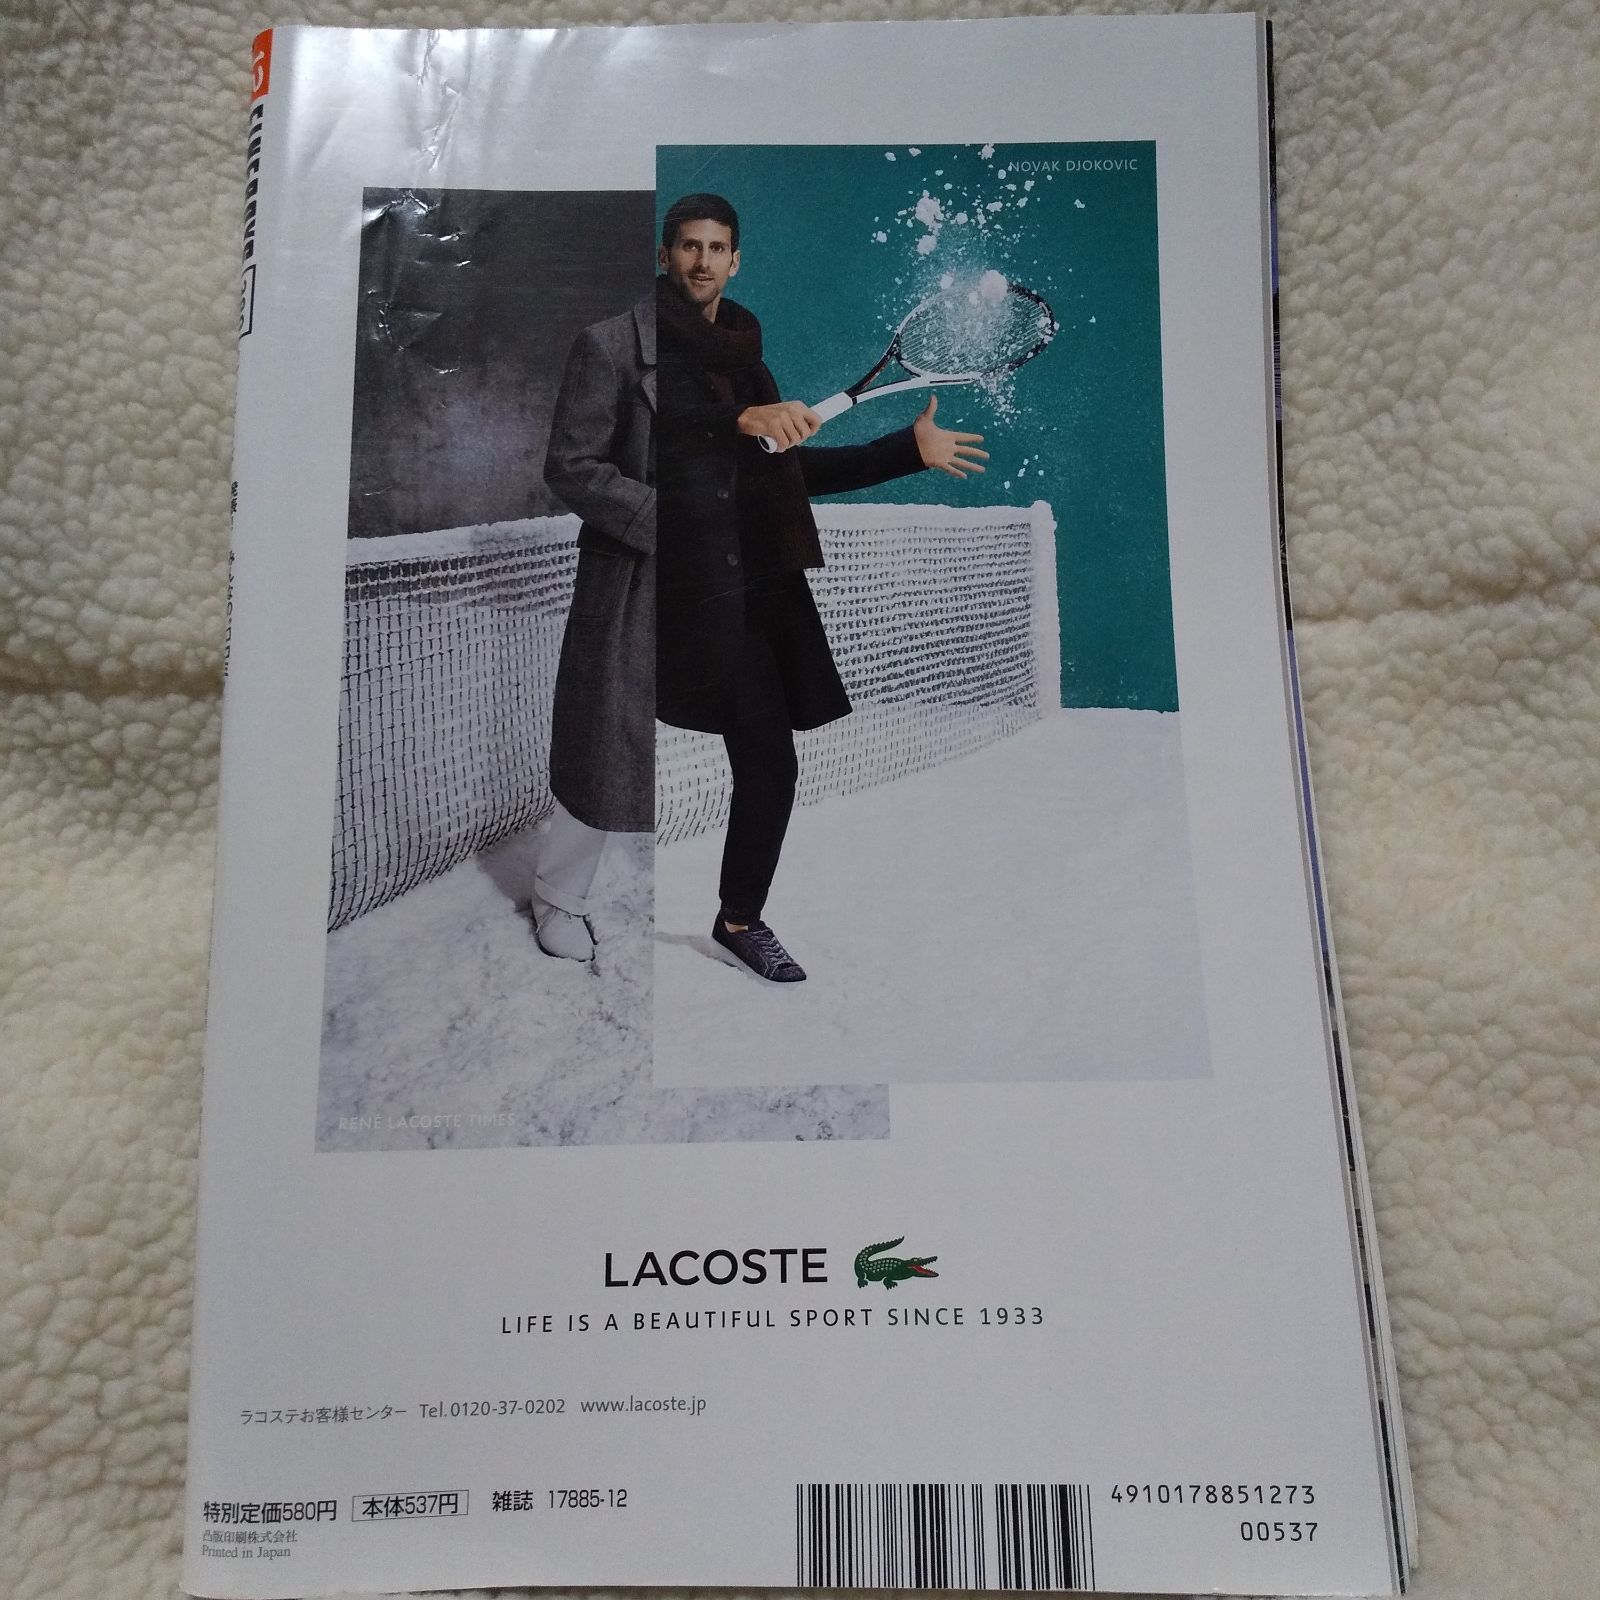 12
NOVAK DJOKOVIC
RENÉ LACOSTE TIMES
LACOSTE
LIFE IS A BEAUTIFUL SPORT SINCE 1933
ラコステお客様センター Tel.0120-37-0202 www.lacoste.jp
特別定価580円 本体537円 雑誌 17885-12
凸版印刷株式会社
Printed in Japan
4910178851273
00537